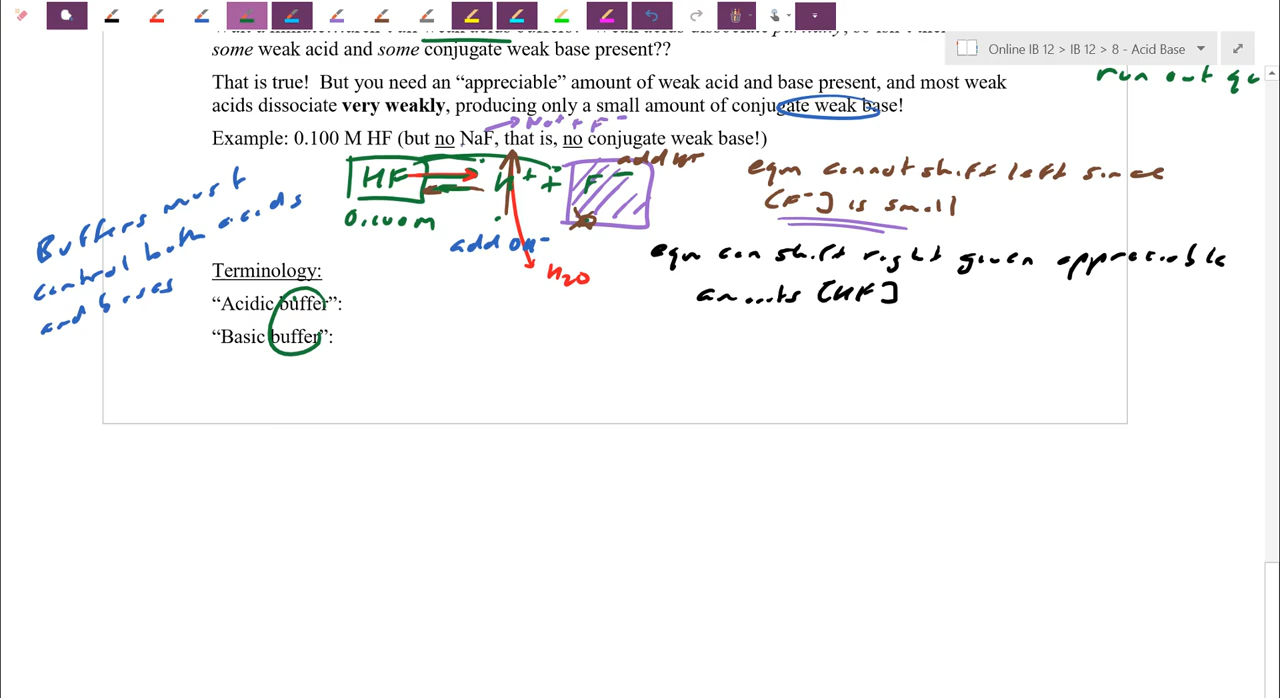 Online IB 12 > IB 12 > 8 - Acid Base
some weak acid and some conjugate weak base present??
run out qu
That is true! But you need an “appreciable” amount of weak acid and base present, and most weak
acids dissociate very weakly, producing only a small amount of conjugate weak base!
Na+ + F-
Example: 0.100 M HF (but no NaF, that is, no conjugate weak base!)
add H+
HF H+ + F-
0.100m
eqm cannot shift left since
[F-] is small
add OH-
H2O
eqm can shift right given appreciable
amounts [HF]
Buffers must
control both acids
and bases
Terminology:
“Acidic buffer”:
“Basic buffer”: